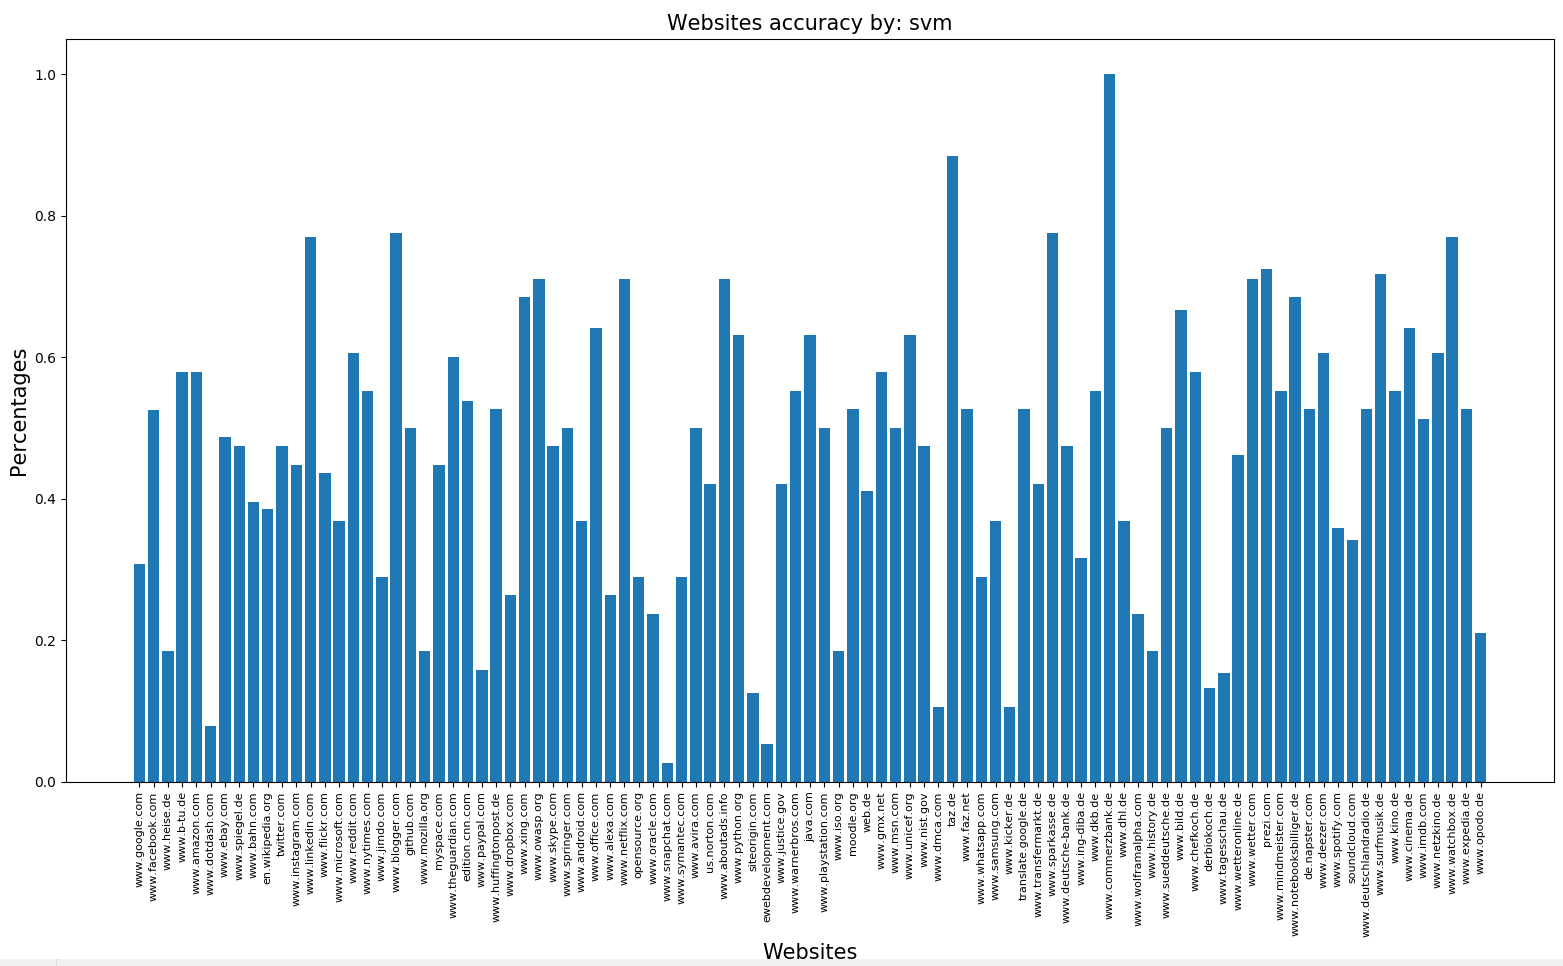 Websites accuracy by: svm
Percentages
1.0
0.8
0.6
0.4
0.2
0.0
www.google.com
www.facebook.com
www.heise.de
www.b-tu.de
www.amazon.com
www.dotdash.com
www.ebay.com
www.spiegel.de
www.bahn.com
en.wikipedia.org
twitter.com
www.instagram.com
www.linkedin.com
www.flickr.com
www.microsoft.com
www.reddit.com
www.nytimes.com
www.jimdo.com
www.blogger.com
github.com
www.mozilla.org
myspace.com
www.theguardian.com
edition.cnn.com
www.paypal.com
www.huffingtonpost.de
www.dropbox.com
www.xing.com
www.owasp.org
www.skype.com
www.springer.com
www.android.com
www.office.com
www.alexa.com
www.netflix.com
opensource.org
www.oracle.com
www.snapchat.com
www.symantec.com
www.avira.com
us.norton.com
www.aboutads.info
www.python.org
siteorigin.com
ewebdevelopment.com
www.justice.gov
www.warnerbros.com
java.com
www.playstation.com
www.iso.org
moodle.org
web.de
www.gmx.net
www.msn.com
www.unicef.org
www.nist.gov
www.dmca.com
taz.de
www.faz.net
www.whatsapp.com
www.samsung.com
www.kicker.de
translate.google.de
www.transfermarkt.de
www.sparkasse.de
www.deutsche-bank.de
www.ing-diba.de
www.dkb.de
www.commerzbank.de
www.dhl.de
www.wolframalpha.com
www.history.de
www.sueddeutsche.de
www.bild.de
www.chefkoch.de
derbiokoch.de
www.tagesschau.de
www.wetteronline.de
www.wetter.com
prezi.com
www.mindmeister.com
www.notebooksbilliger.de
de.napster.com
www.deezer.com
www.spotify.com
soundcloud.com
www.deutschlandradio.de
www.surfmusik.de
www.kino.de
www.cinema.de
www.imdb.com
www.netzkino.de
www.watchbox.de
www.expedia.de
www.opodo.de
Websites